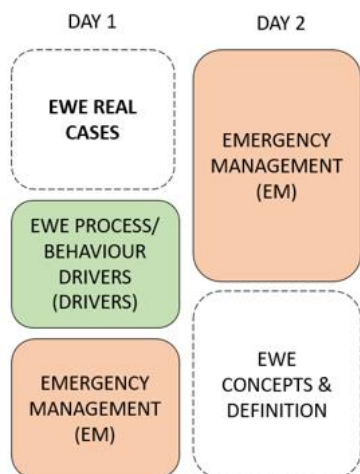 DAY 1
DAY 2
EWE REAL
CASES
EWE PROCESS/
BEHAVIOUR
DRIVERS
(DRIVERS)
EMERGENCY
MANAGEMENT
(EM)
EMERGENCY
MANAGEMENT
(EM)
EWE
CONCEPTS &
DEFINITION